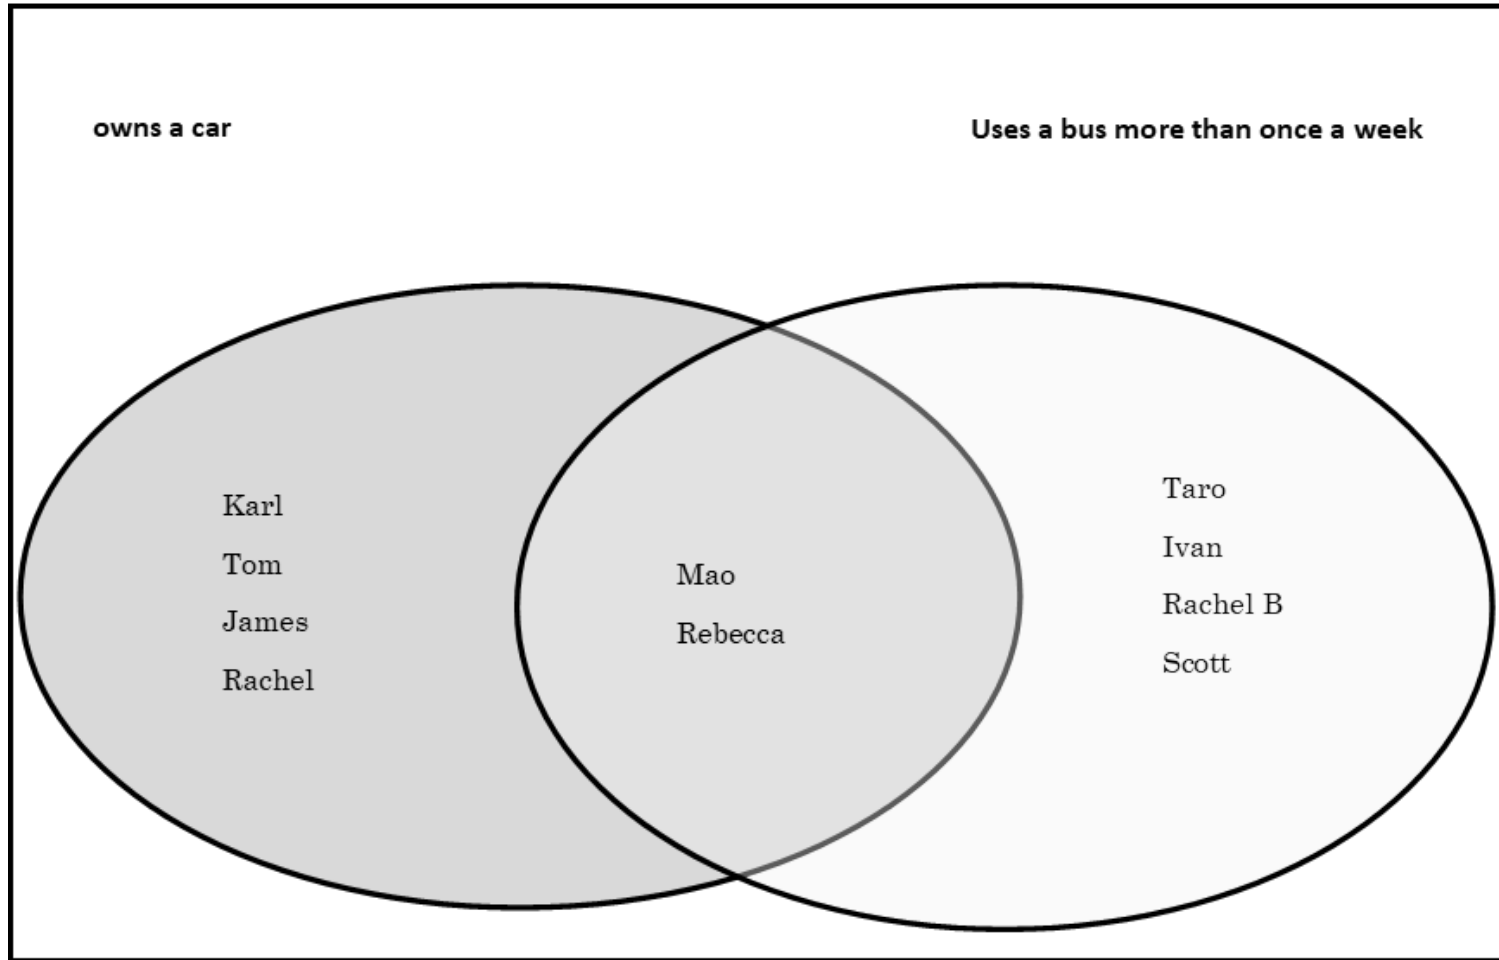 owns a car
Uses a bus more than once a week
Karl
Tom
James
Rachel
Mao
Rebecca
Taro
Ivan
Rachel B
Scott